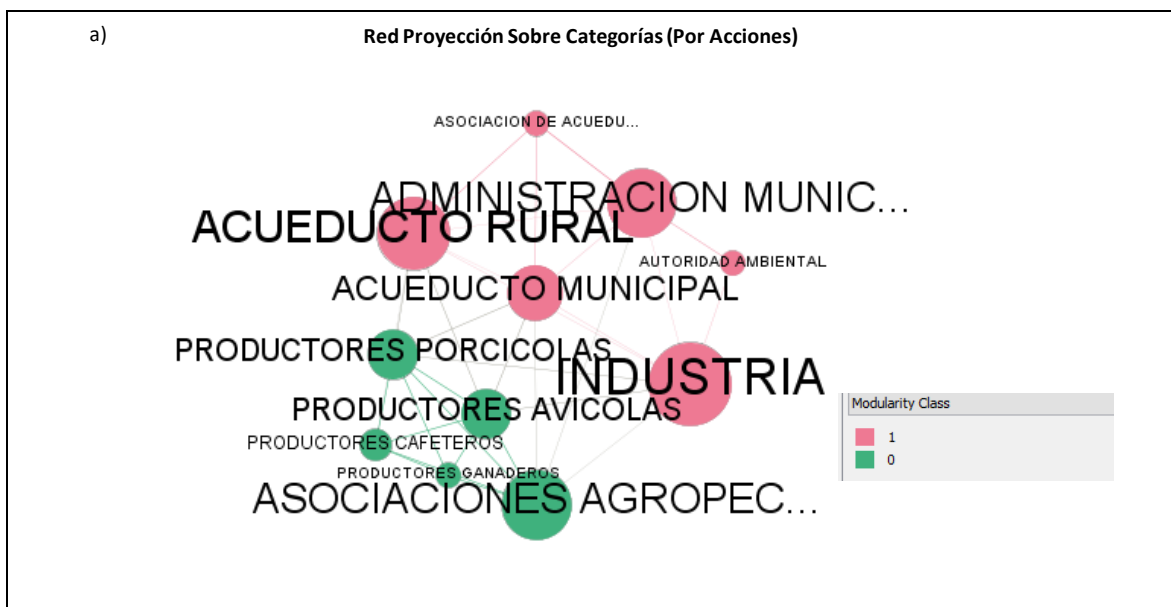 a)
Red Proyección Sobre Categorías (Por Acciones)
ASOCIACION DE ACUEDU...
ADMINISTRACION MUNIC...
ACUEDUCTO RURAL
AUTORIDAD AMBIENTAL
ACUEDUCTO MUNICIPAL
PRODUCTORES PORCICOLAS
INDUSTRIA
PRODUCTORES AVICOLAS
Modularity Class
1
0
PRODUCTORES CAFETEROS
PRODUCTORES GANADEROS
ASOCIACIONES AGROPEC...